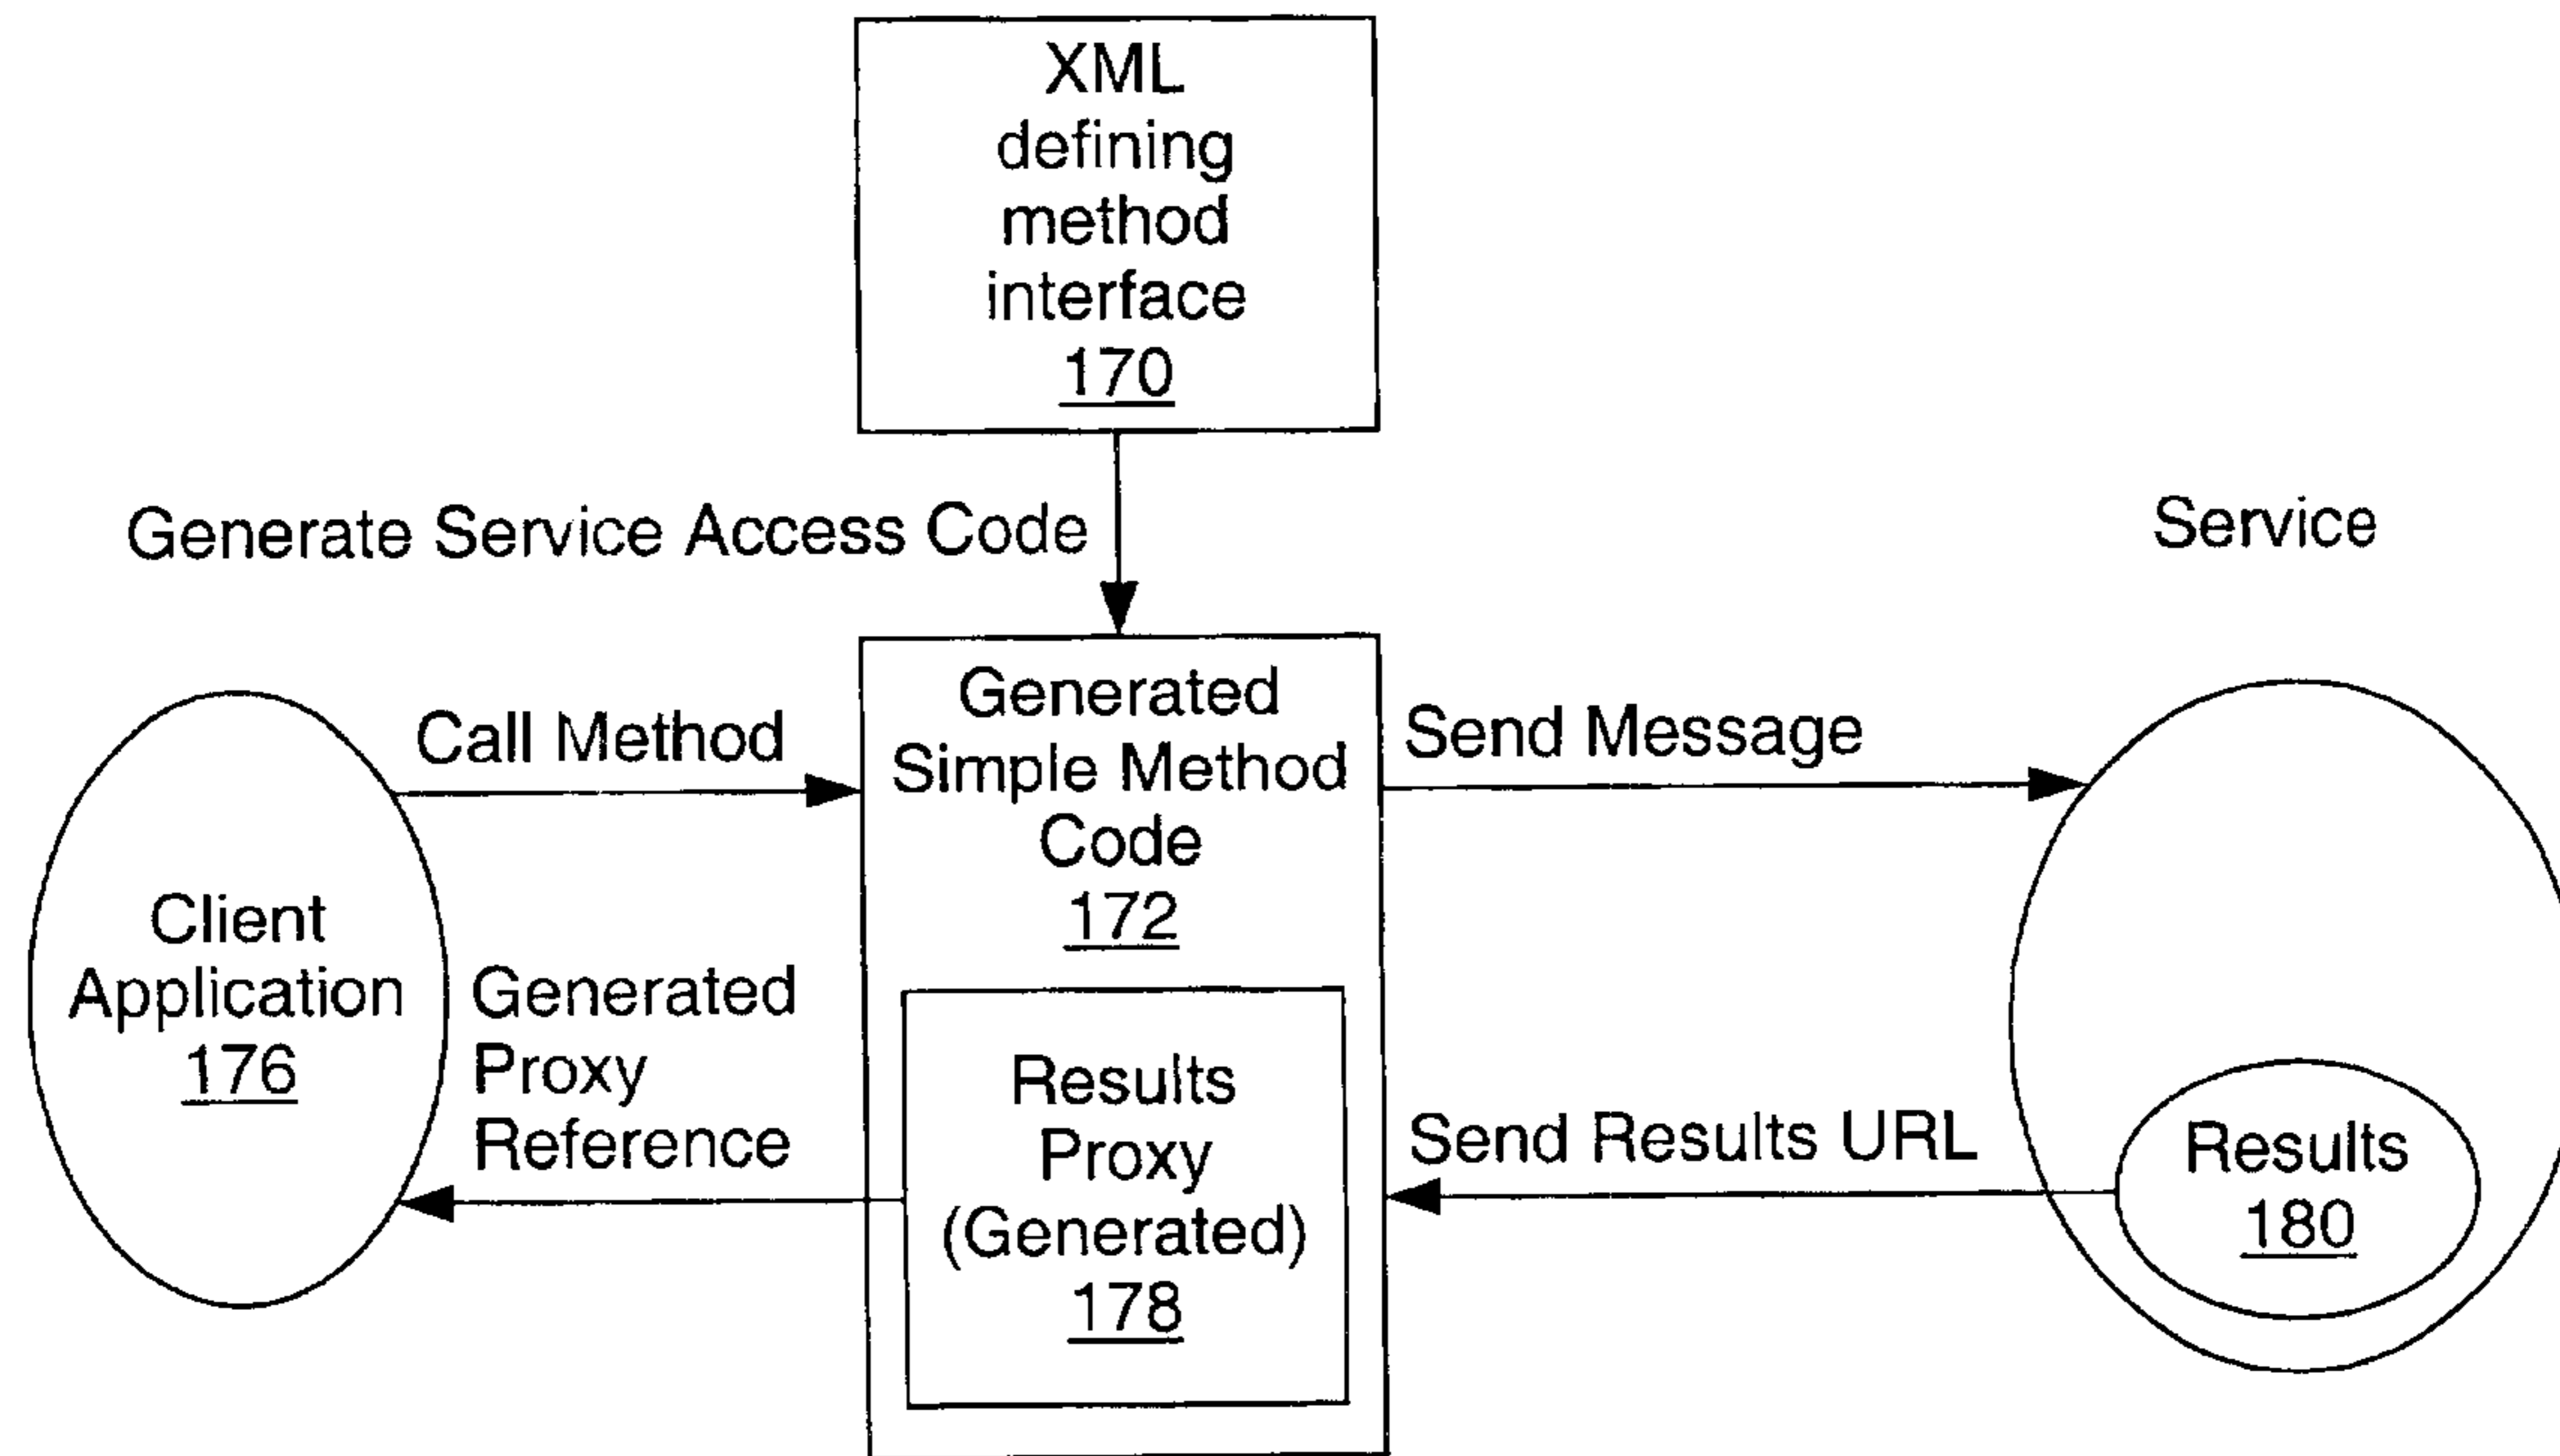 XML
defining
method
interface
170
Generate Service Access Code
Service
Generated
Simple Method
Code
172
Call Method
Send Message
Client
Application
176
Generated
Proxy
Reference
Results
Proxy
(Generated)
178
Send Results URL
Results
180